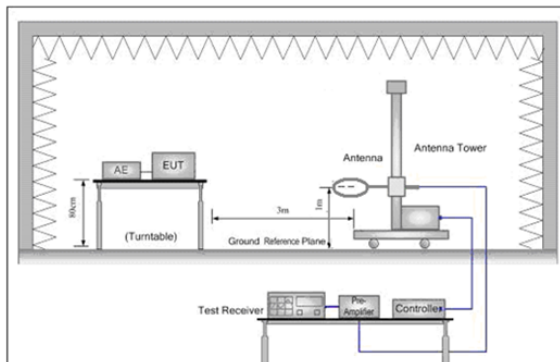 AE
EUT
80cm
(Turntable)
3m
Ground Reference Plane
Antenna
1m
Antenna Tower
Test Receiver
Pre-
Amplifier
Controller